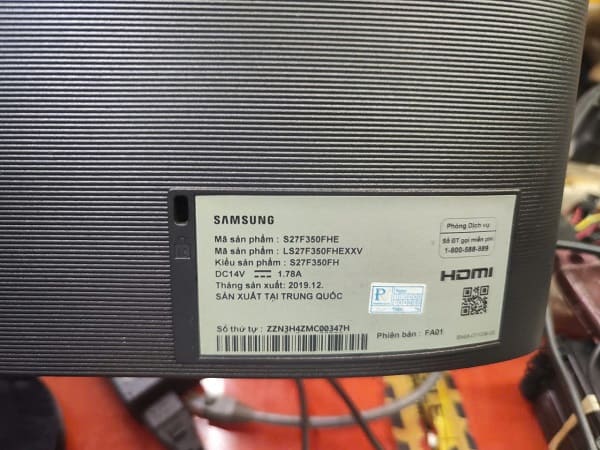 SAMSUNG
Mã sản phẩm : S27F350FHE
Mã sản phẩm : LS27F350FHEXXV
Kiểu sản phẩm : S27F350FH
DC14V 1.78A
Tháng sản xuất: 2019.12.
SẢN XUẤT TẠI TRUNG QUỐC
Số thứ tự : ZZN3H4ZMC00347H
Phòng Dịch vụ
Số ĐT gọi miễn phí:
1-800-588-889
HDMI
P
Phiên bản : FA01